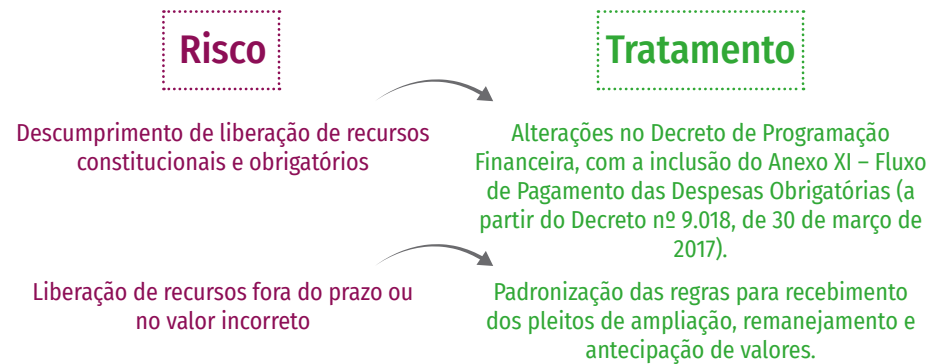 Risco
Tratamento
Descumprimento de liberação de recursos
constitucionais e obrigatórios
Alterações no Decreto de Programação
Financeira, com a inclusão do Anexo XI – Fluxo
de Pagamento das Despesas Obrigatórias (a
partir do Decreto nº 9.018, de 30 de março de
2017).
Liberação de recursos fora do prazo ou
no valor incorreto
Padronização das regras para recebimento
dos pleitos de ampliação, remanejamento e
antecipação de valores.